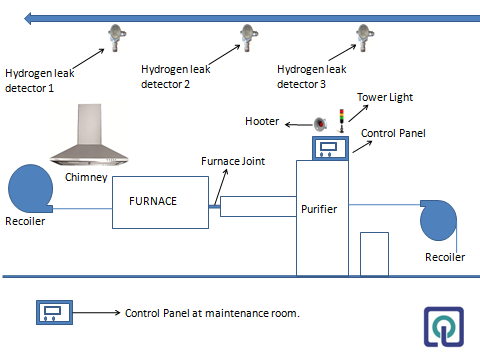 Hydrogen leak
detector 1
Hydrogen leak
detector 2
Hydrogen leak
detector 3
Tower Light
Hooter
Control Panel
Furnace Joint
Chimney
FURNACE
Purifier
Recoiler
Recoiler
Control Panel at maintenance room.